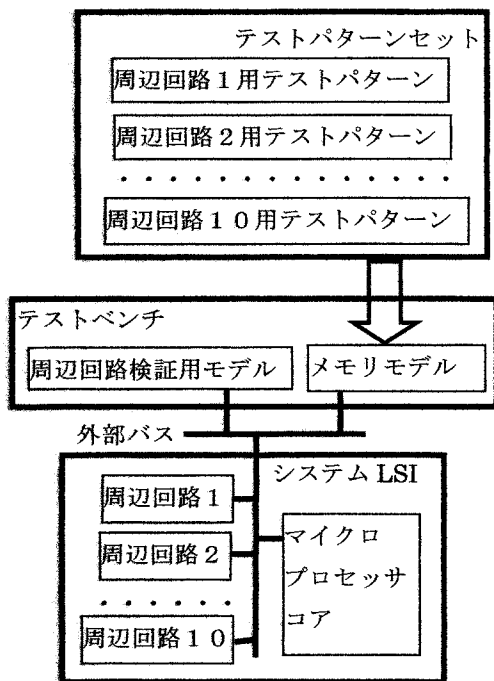 テストパターンセット
周辺回路1用テストパターン
周辺回路2用テストパターン
・・・・・・・・・・・・・・・
周辺回路10用テストパターン
テストベンチ
周辺回路検証用モデル
メモリモデル
外部バス
システム LSI
周辺回路1
周辺回路2
・・・・・・
周辺回路10
マイクロ
プロセッサ
コア